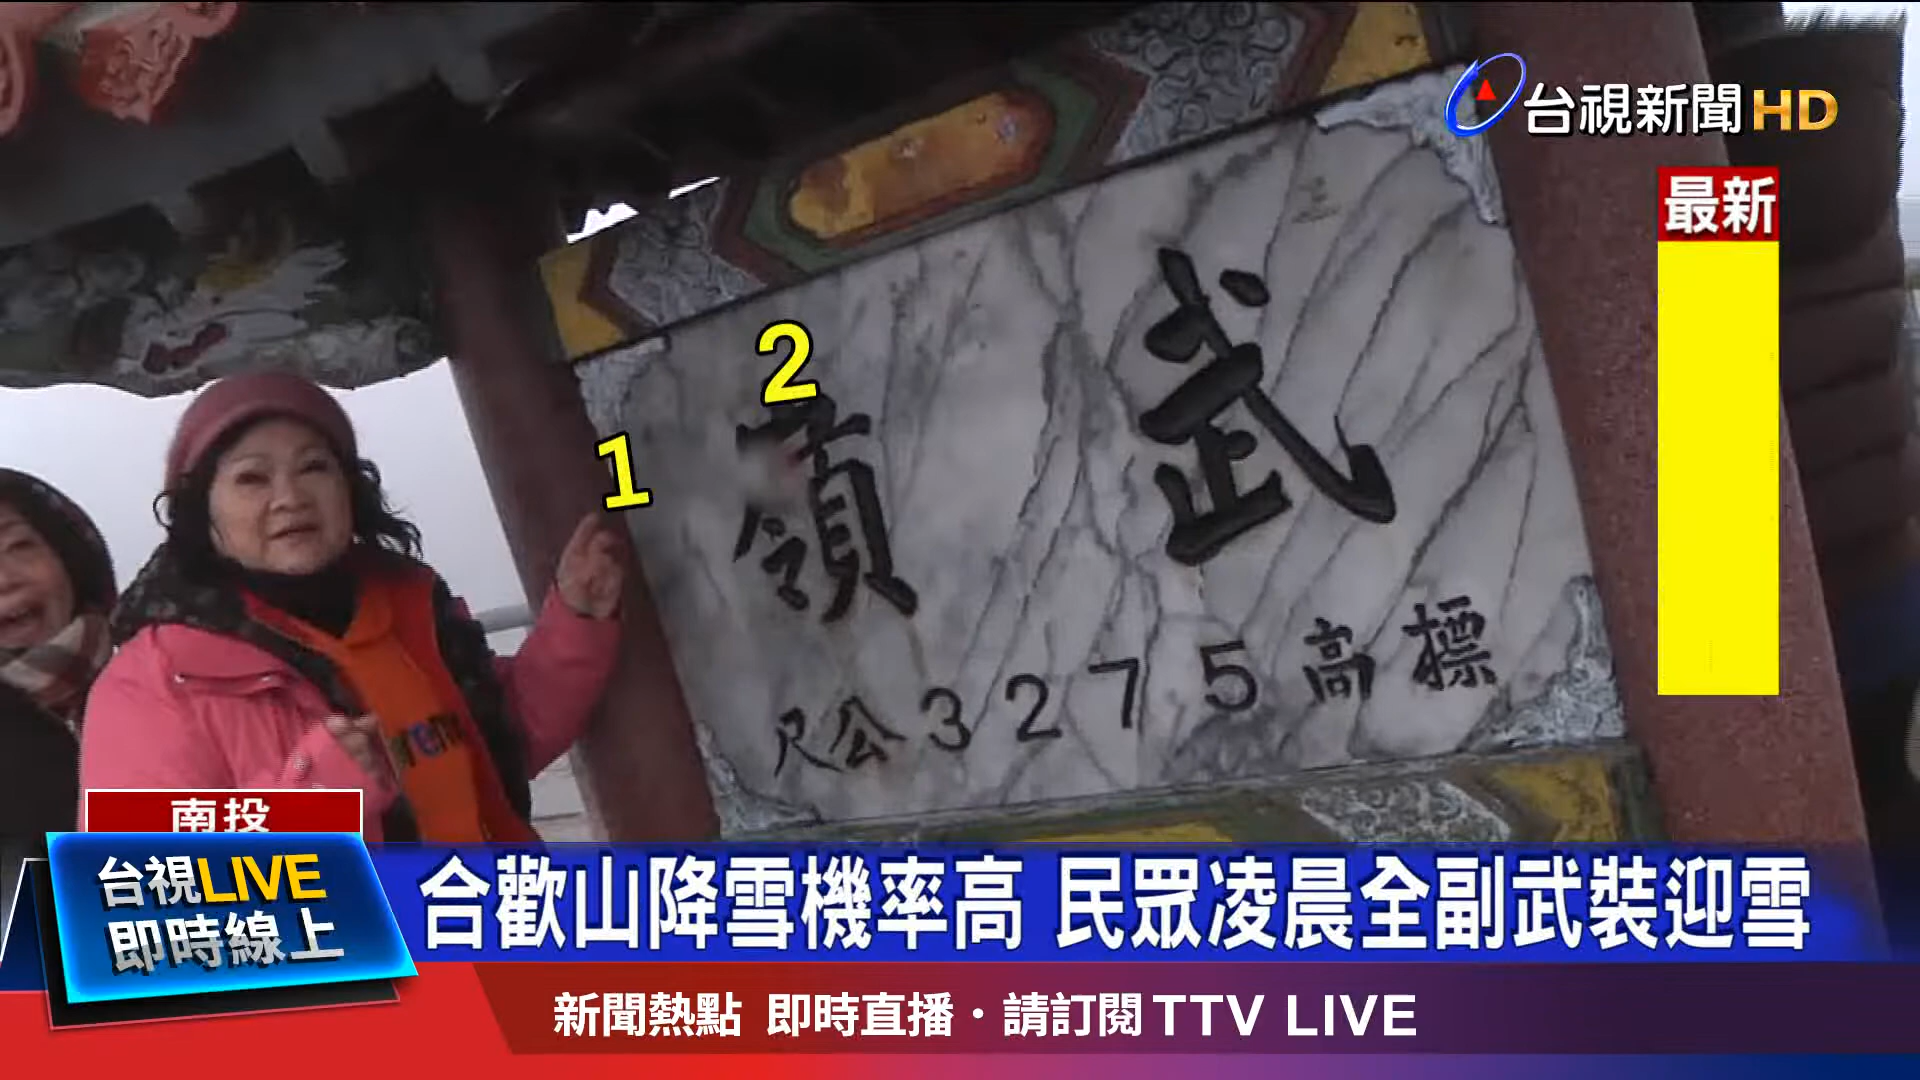 台視新聞HD
最新
2
1
武嶺
標高3275公尺
南投
台視LIVE
即時線上
合歡山降雪機率高 民眾凌晨全副武裝迎雪
新聞熱點 即時直播·請訂閱TTV LIVE